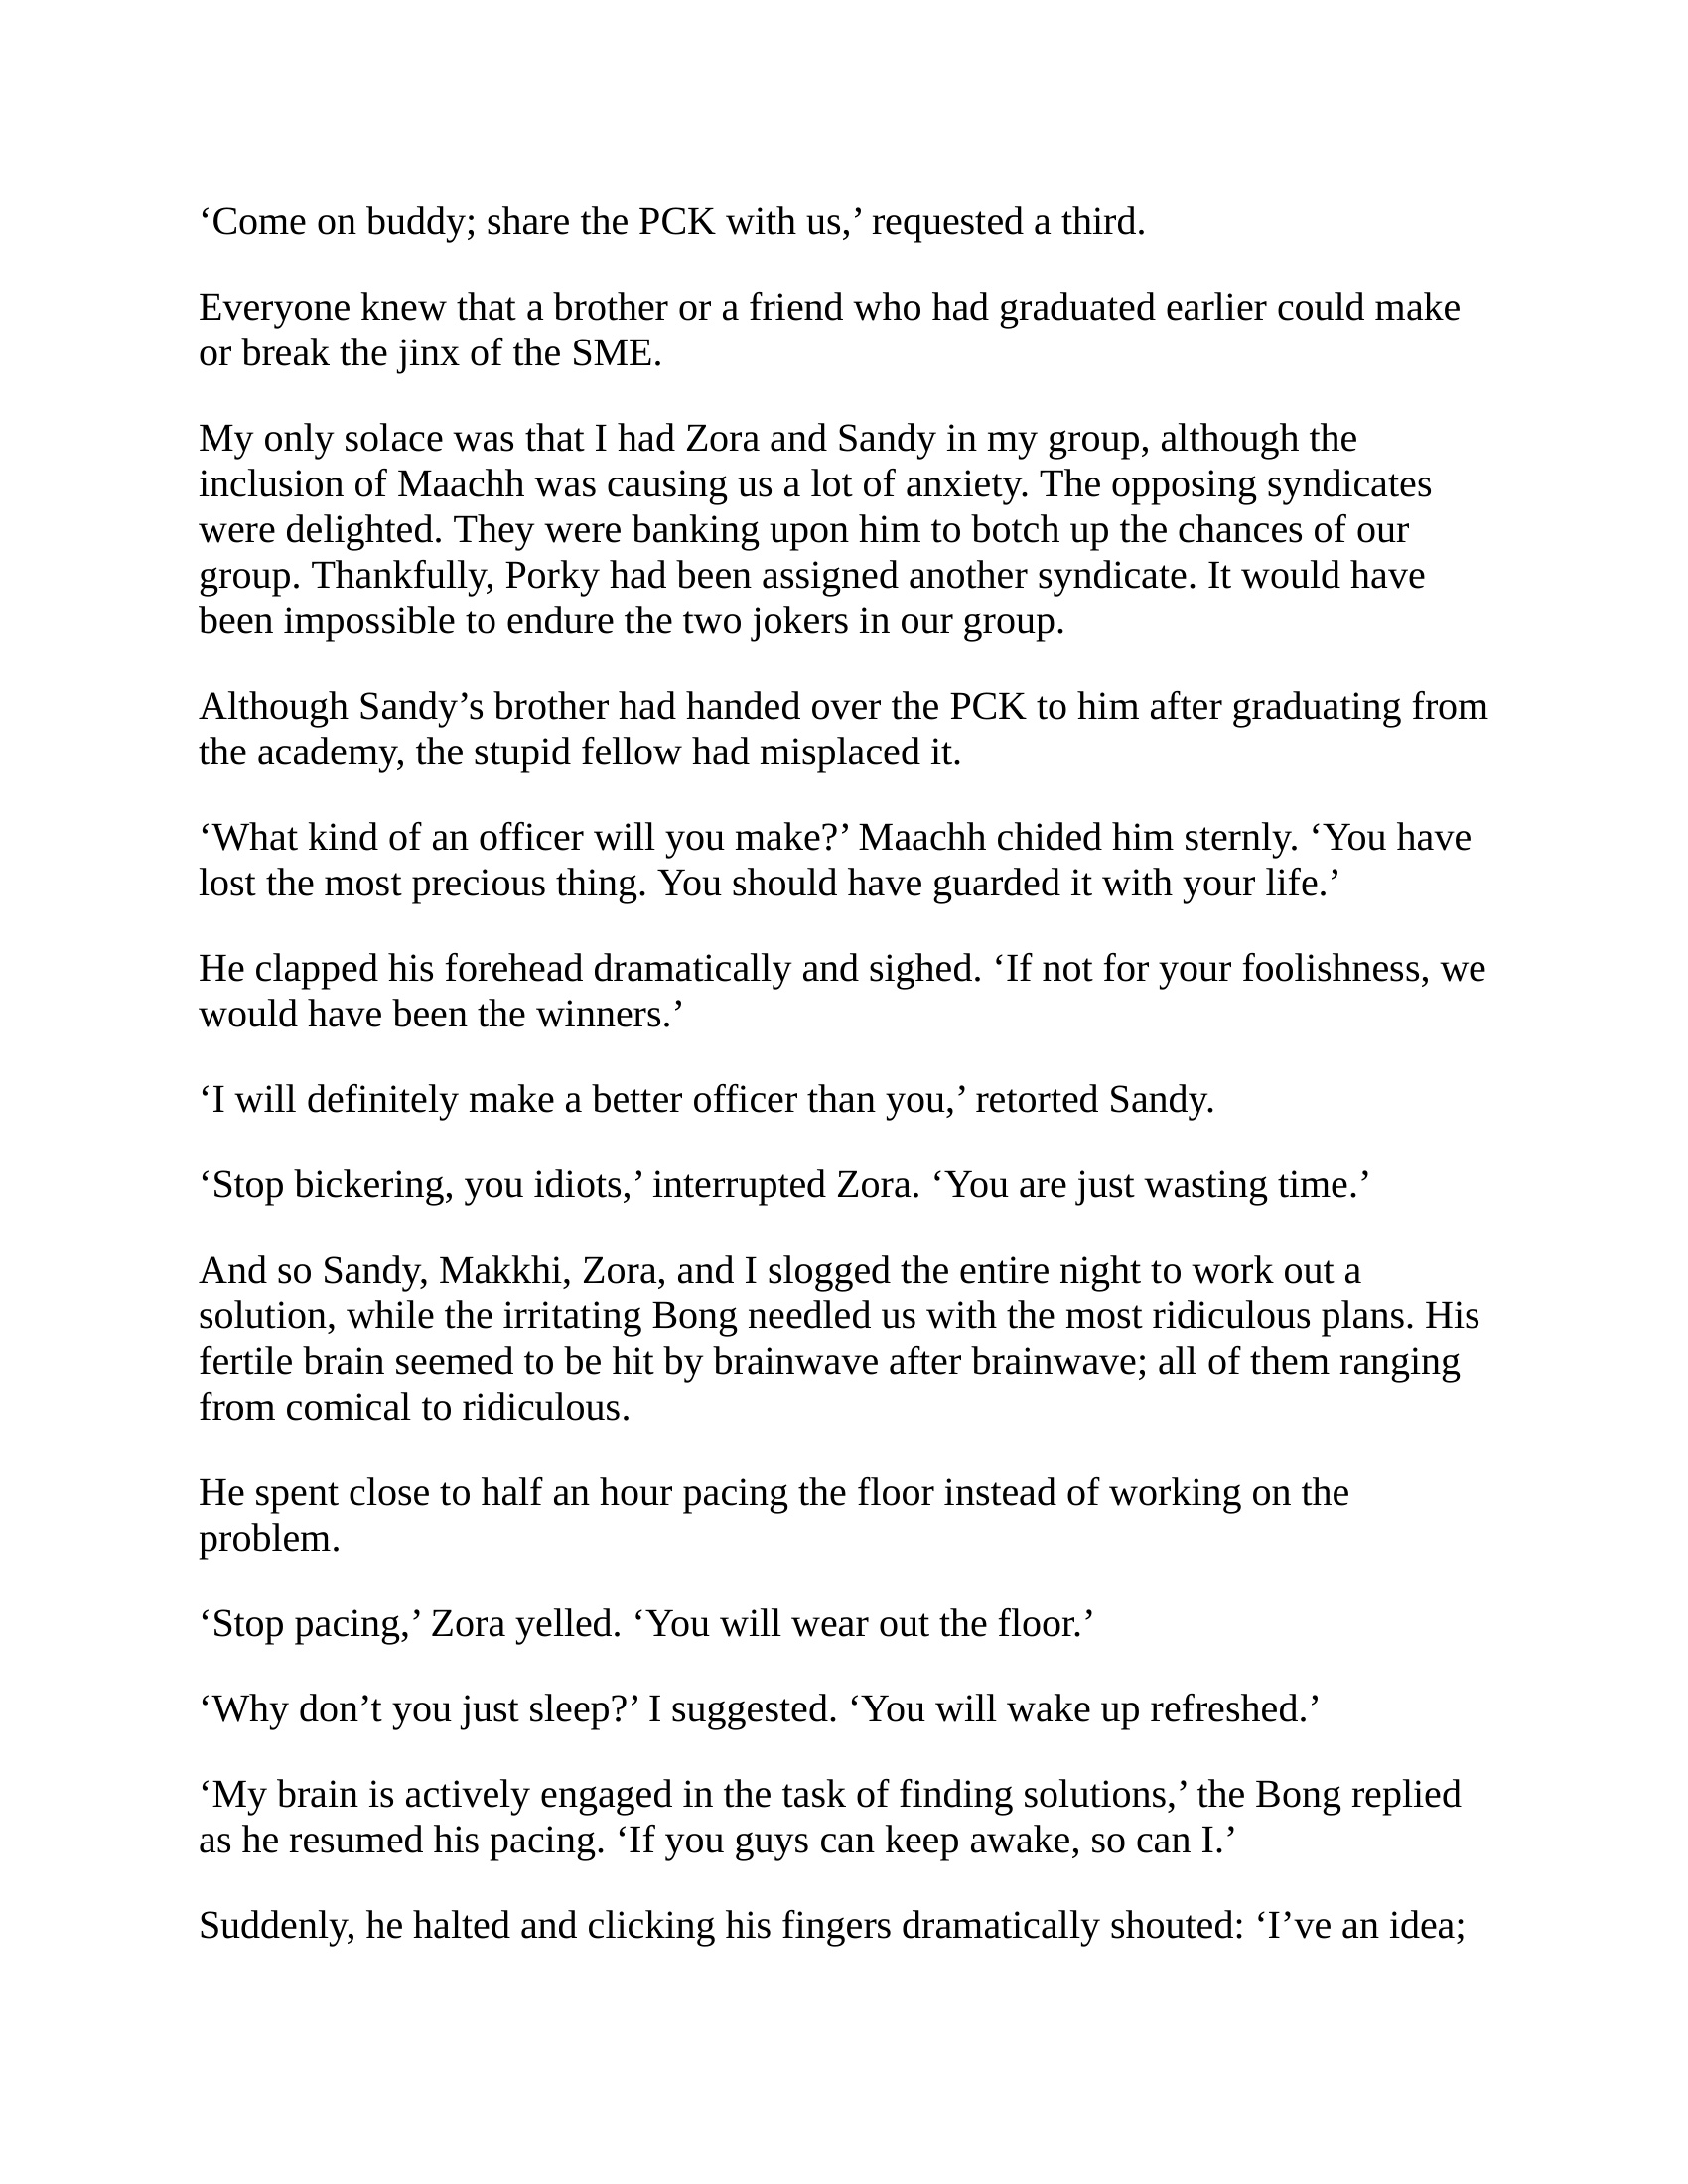 ‘Come on buddy; share the PCK with us,’ requested a third.
Everyone knew that a brother or a friend who had graduated earlier could make
or break the jinx of the SME.
My only solace was that I had Zora and Sandy in my group, although the
inclusion of Maachh was causing us a lot of anxiety. The opposing syndicates
were delighted. They were banking upon him to botch up the chances of our
group. Thankfully, Porky had been assigned another syndicate. It would have
been impossible to endure the two jokers in our group.
Although Sandy’s brother had handed over the PCK to him after graduating from
the academy, the stupid fellow had misplaced it.
‘What kind of an officer will you make?’ Maachh chided him sternly. ‘You have
lost the most precious thing. You should have guarded it with your life.’
He clapped his forehead dramatically and sighed. ‘If not for your foolishness, we
would have been the winners.’
‘I will definitely make a better officer than you,’ retorted Sandy.
‘Stop bickering, you idiots,’ interrupted Zora. ‘You are just wasting time.’
And so Sandy, Makkhi, Zora, and I slogged the entire night to work out a
solution, while the irritating Bong needled us with the most ridiculous plans. His
fertile brain seemed to be hit by brainwave after brainwave; all of them ranging
from comical to ridiculous.
He spent close to half an hour pacing the floor instead of working on the
problem.
‘Stop pacing,’ Zora yelled. ‘You will wear out the floor.’
‘Why don’t you just sleep?’ I suggested. ‘You will wake up refreshed.’
‘My brain is actively engaged in the task of finding solutions,’ the Bong replied
as he resumed his pacing. ‘If you guys can keep awake, so can I.’
Suddenly, he halted and clicking his fingers dramatically shouted: ‘I’ve an idea;